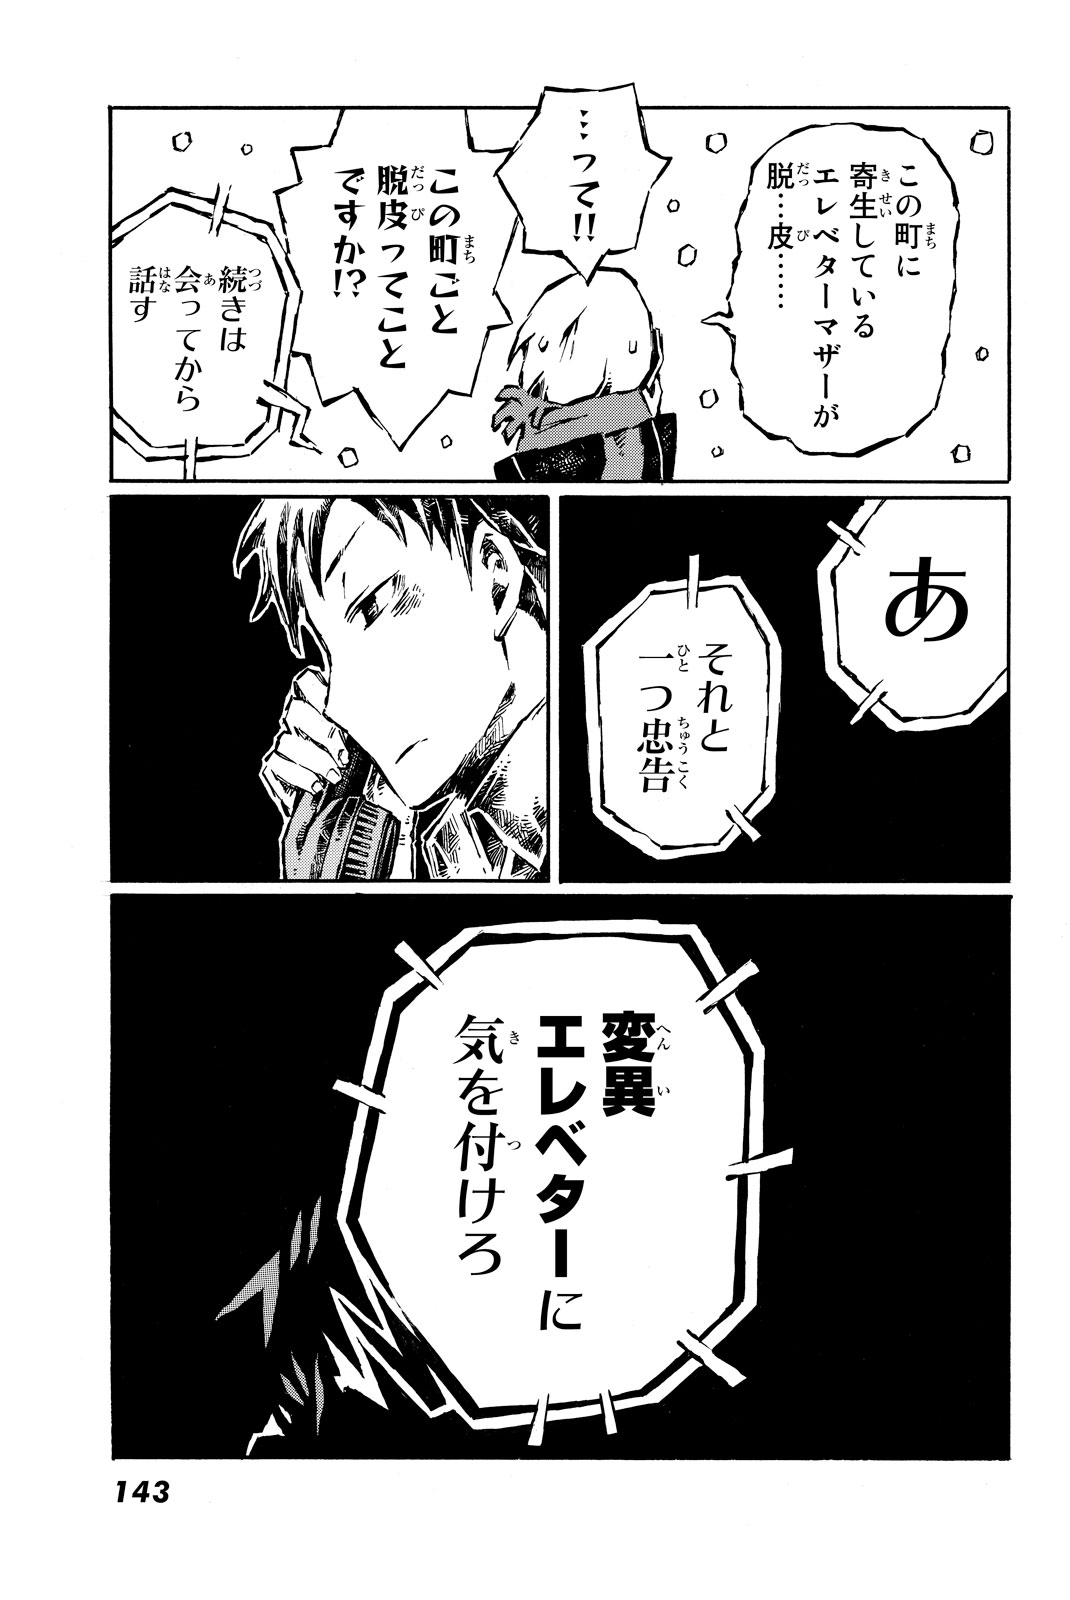 この町に
寄生している
エレベターマザーが
脱…皮……
…って!!
この町ごと
脱皮ってこと
ですか!?
続きは
会ってから
話す
あ
それと
一つ忠告
変異
エレベターに
気を付けろ
143